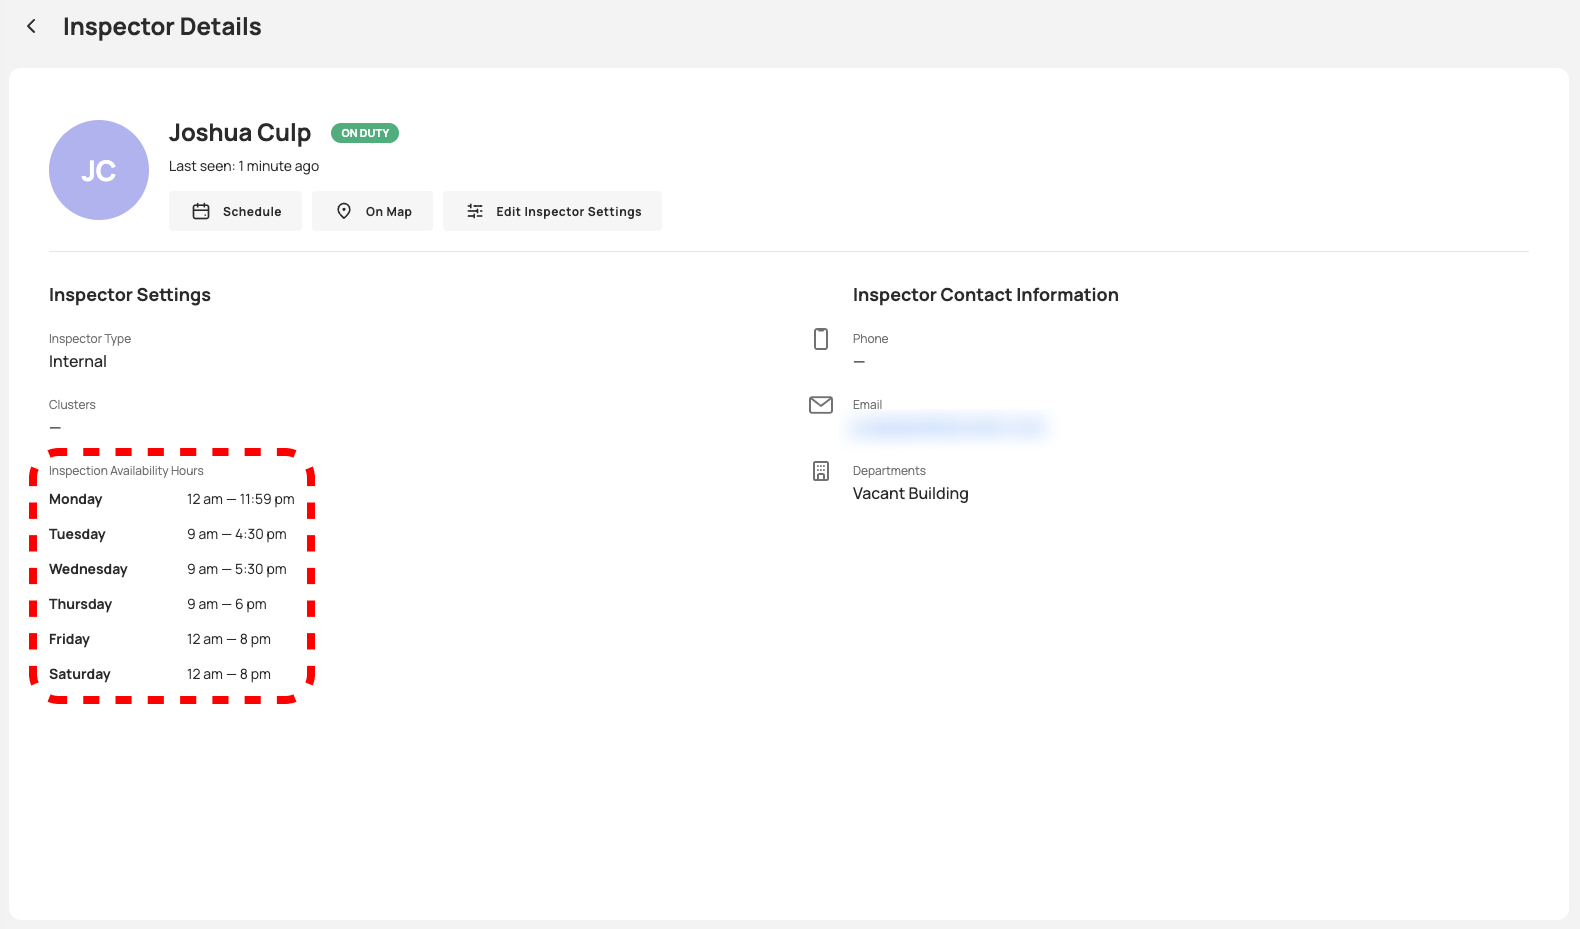 Inspector Details
JC
Joshua Culp ON DUTY
Last seen: 1 minute ago
Schedule On Map Edit Inspector Settings
Inspector Settings
Inspector Type
Internal
Clusters
—
Inspection Availability Hours
Monday 12 am — 11:59 pm
Tuesday 9 am — 4:30 pm
Wednesday 9 am — 5:30 pm
Thursday 9 am — 6 pm
Friday 12 am — 8 pm
Saturday 12 am — 8 pm
Inspector Contact Information
Phone
—
Email
Departments
Vacant Building